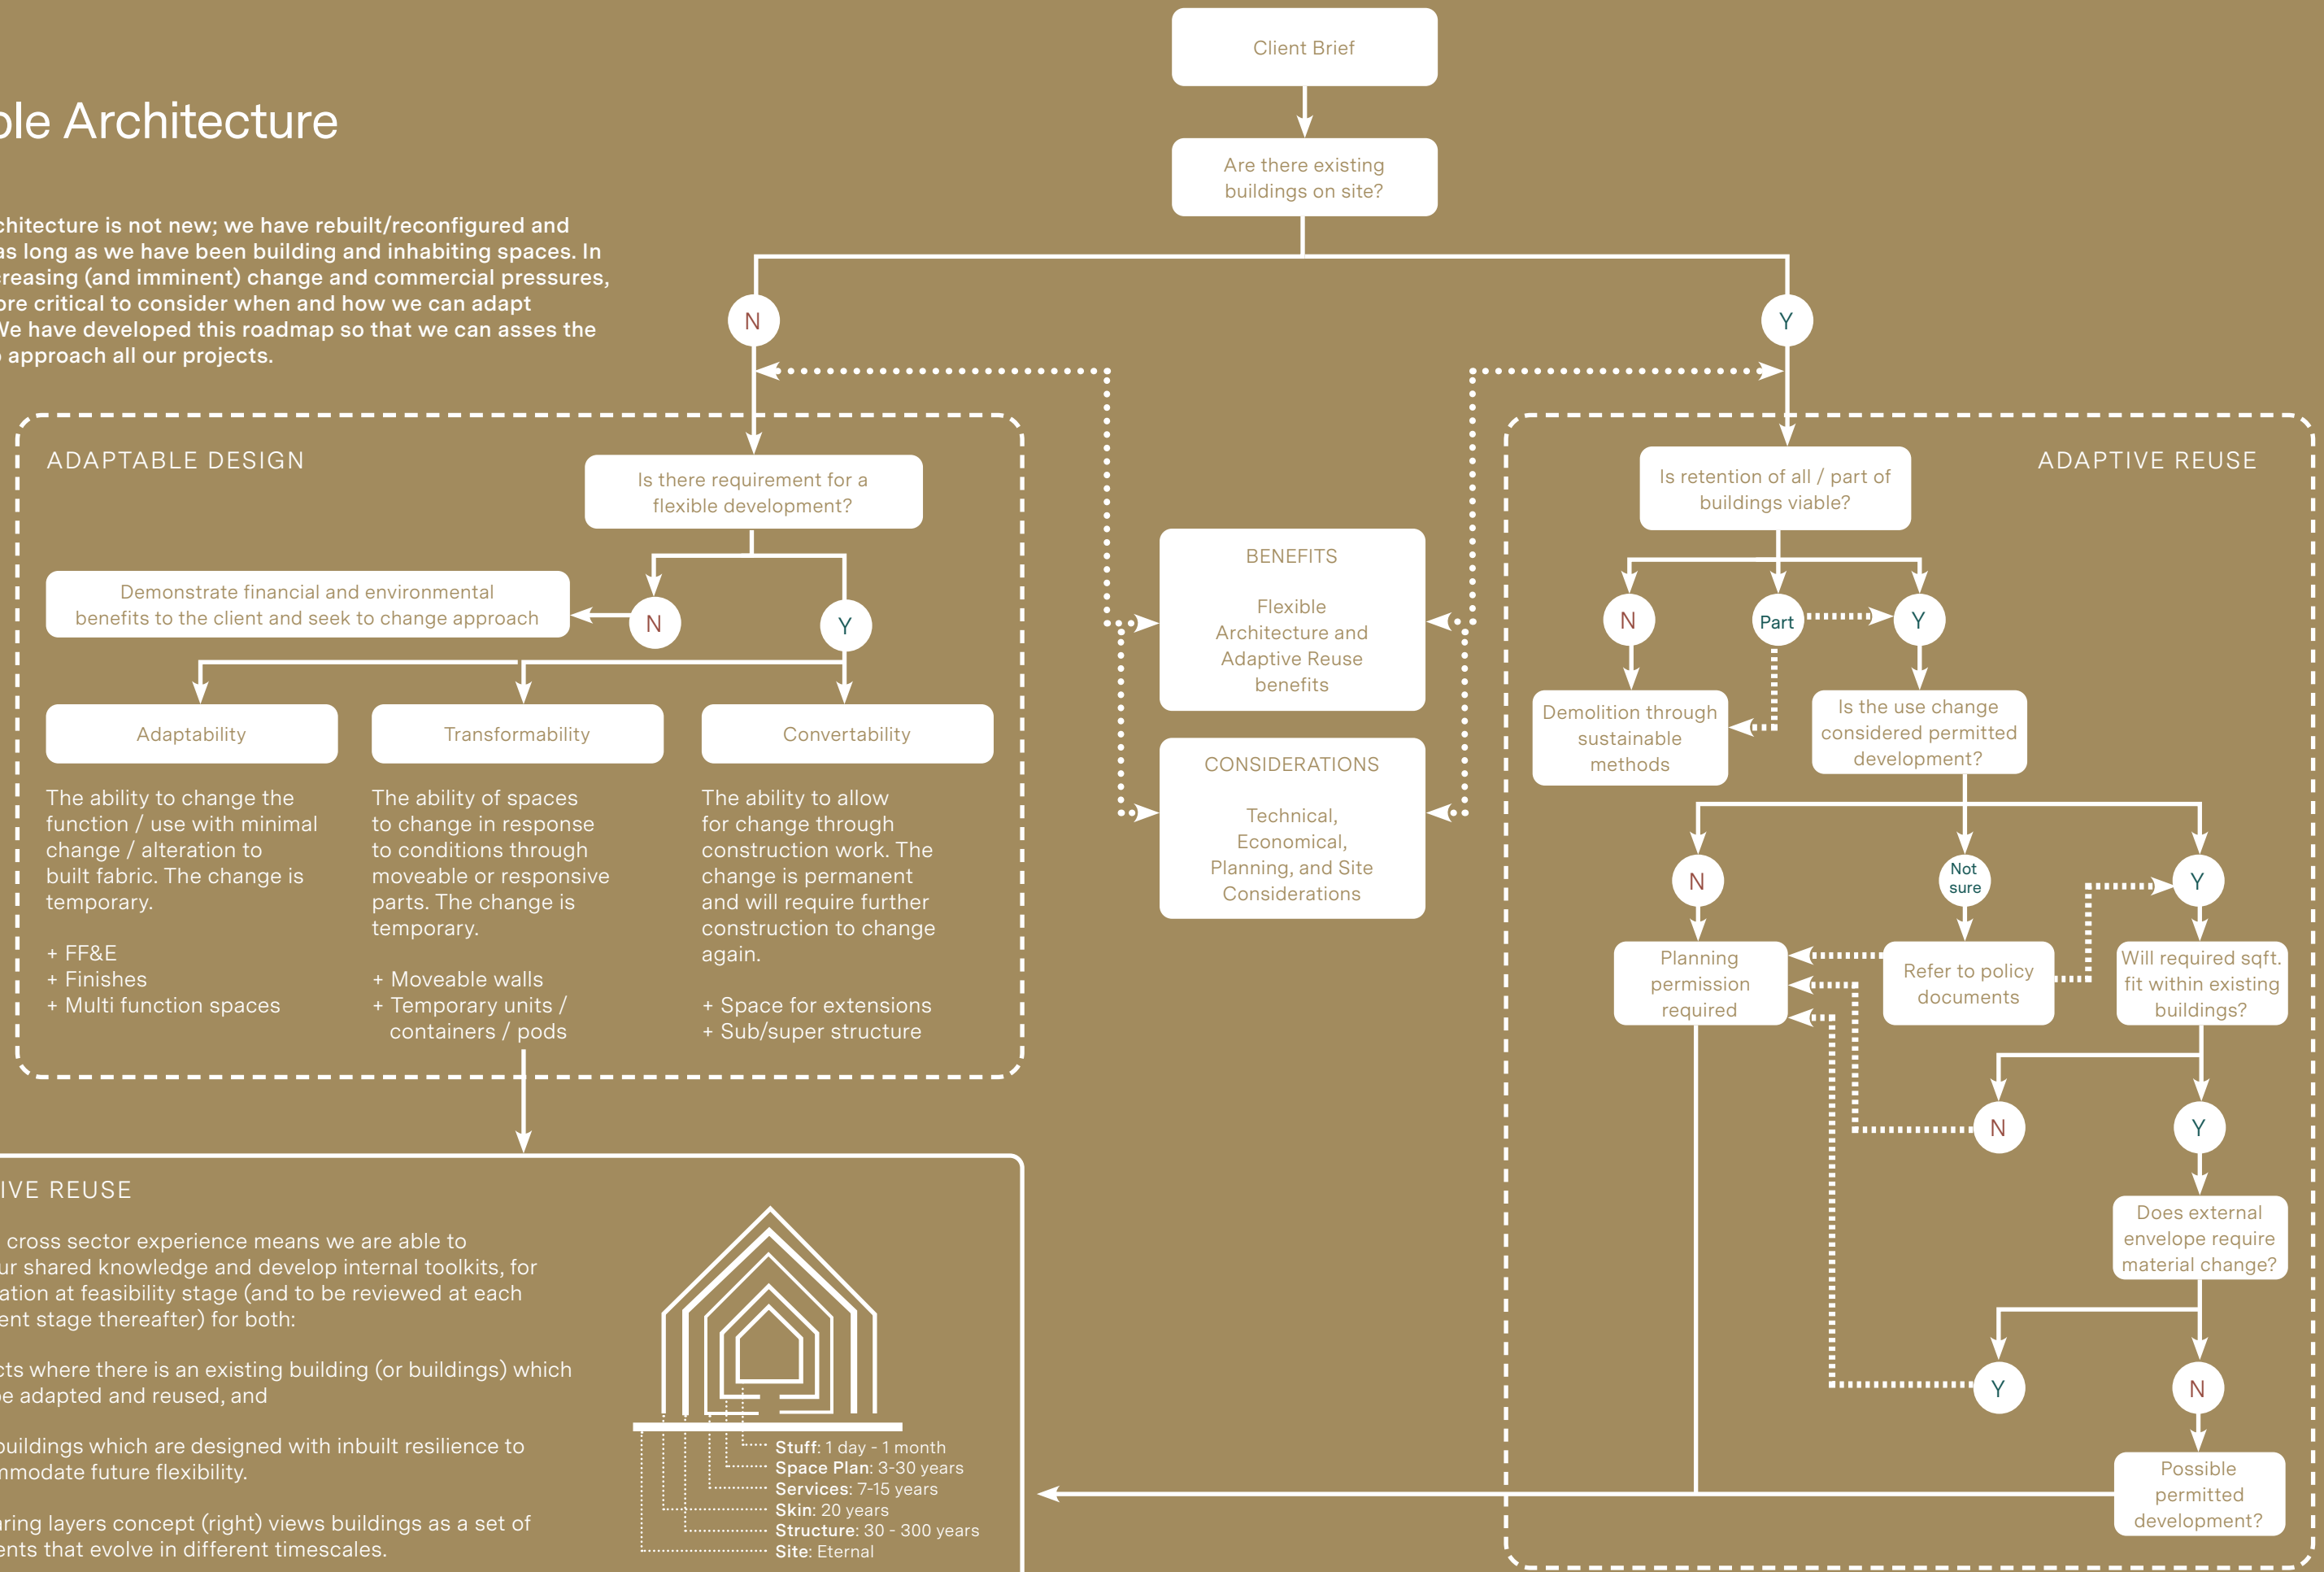 Architecture
is not new; we have rebuilt/reconfigured and
as long as we have been building and inhabiting spaces. In
(and imminent) change and commercial pressures,
critical to consider when and how we can adapt
We have developed this roadmap so that we can asses the
approach all our projects.
Client Brief
Are there existing
buildings on site?
N
Y
ADAPTABLE DESIGN
Is there requirement for a
flexible development?
Demonstrate financial and environmental
benefits to the client and seek to change approach
N
Y
Adaptability
The ability to change the
function / use with minimal
change / alteration to
built fabric. The change is
temporary.
+ FF&E
+ Finishes
+ Multi function spaces
Transformability
The ability of spaces
to change in response
to conditions through
moveable or responsive
parts. The change is
temporary.
+ Moveable walls
+ Temporary units /
containers / pods
Convertability
The ability to allow
for change through
construction work. The
change is permanent
and will require further
construction to change
again.
+ Space for extensions
+ Sub/super structure
BENEFITS
Flexible
Architecture and
Adaptive Reuse
benefits
CONSIDERATIONS
Technical,
Economical,
Planning, and Site
Considerations
ADAPTIVE REUSE
Is retention of all / part of
buildings viable?
N
Part
Y
Demolition through
sustainable
methods
Is the use change
considered permitted
development?
N
Not
sure
Y
Planning
permission
required
Refer to policy
documents
Will required sqft.
fit within existing
buildings?
N
Y
Does external
envelope require
material change?
Y
N
Possible
permitted
development?
REUSE
cross sector experience means we are able to
shared knowledge and develop internal toolkits, for
at feasibility stage (and to be reviewed at each
stage thereafter) for both:
where there is an existing building (or buildings) which
be adapted and reused, and
buildings which are designed with inbuilt resilience to
future flexibility.
layers concept (right) views buildings as a set of
that evolve in different timescales.
Stuff: 1 day - 1 month
Space Plan: 3-30 years
Services: 7-15 years
Skin: 20 years
Structure: 30 - 300 years
Site: Eternal